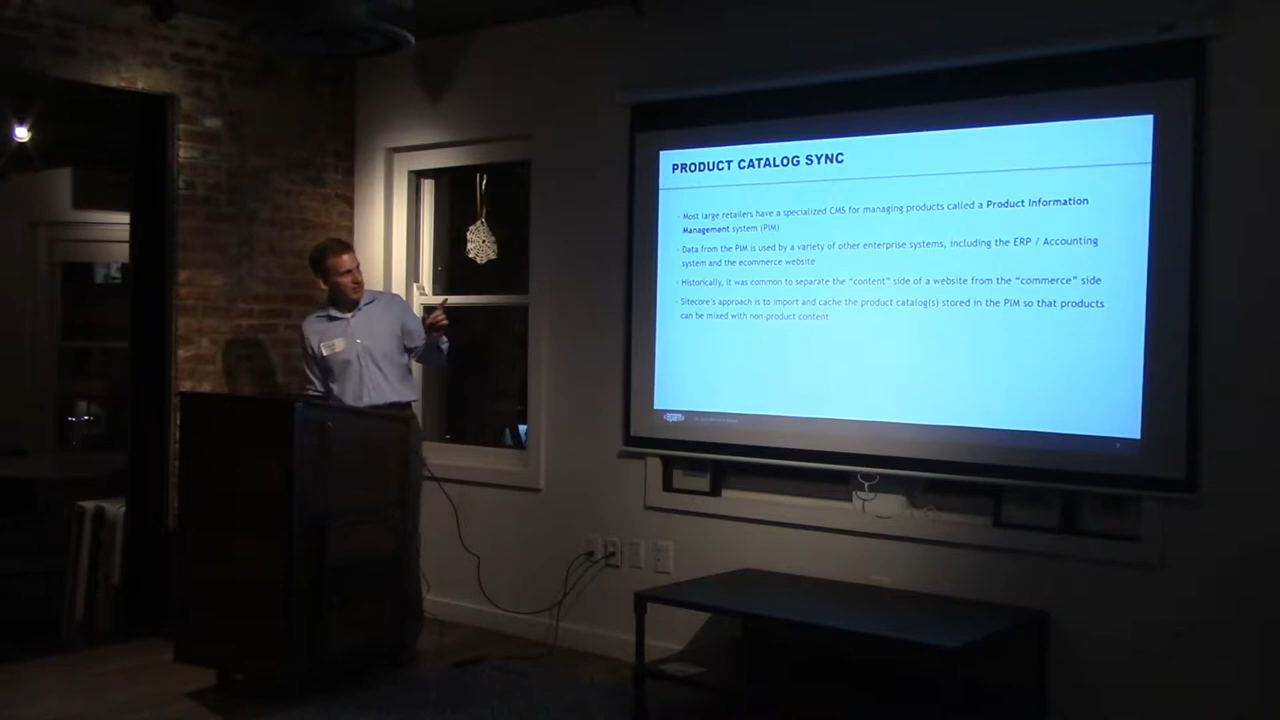 PRODUCT CATALOG SYNC
Most large retailers have a specialized CMS for managing products called a Product Information
Management system (PIM)
Data from the PIM is used by a variety of other enterprise systems, including the ERP / Accounting
system and the ecommerce website
Historically, it was common to separate the “content” side of a website from the “commerce” side
Sitecore’s approach is to import and cache the product catalog(s) stored in the PIM so that products
can be mixed with non-product content
<epam>